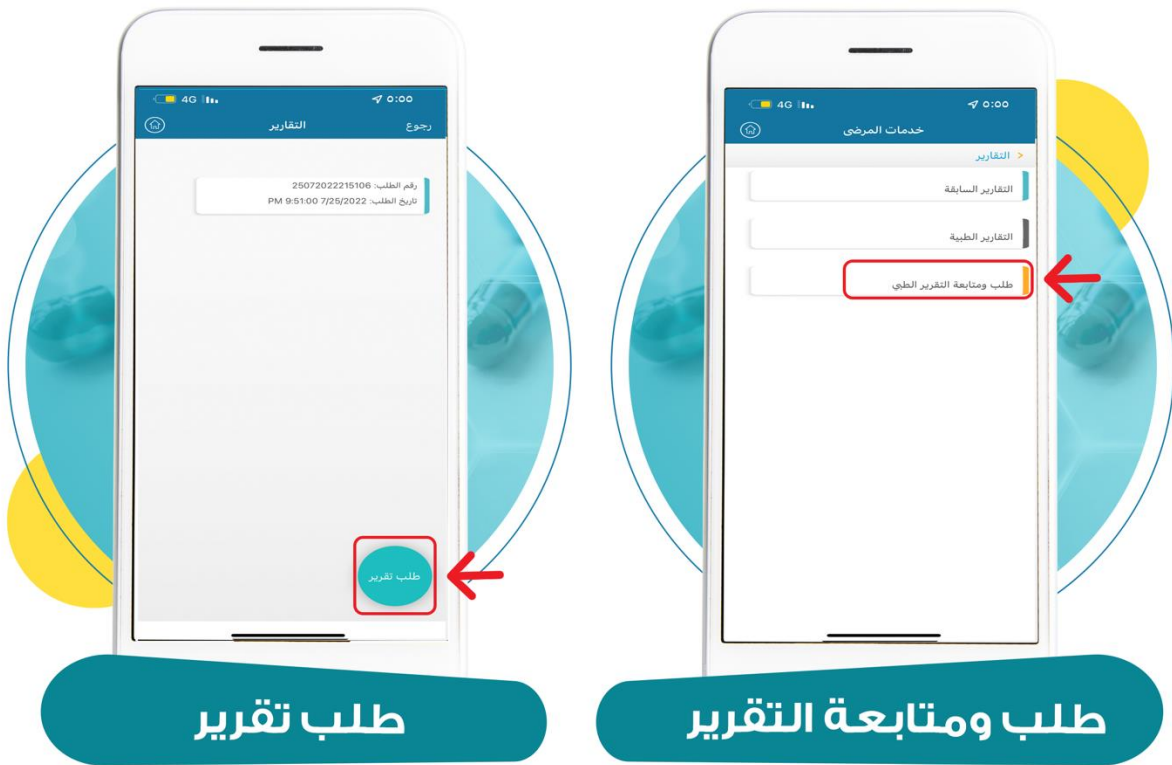 4G 0:00
خدمات المرضى
< التقارير
التقارير السابقة
التقارير الطبية
طلب ومتابعة التقرير الطبي
طلب ومتابعة التقرير
4G 0:00
رجوع
التقارير
رقم الطلب: 25072022215106
تاريخ الطلب: 7/25/2022 9:51:00 PM
طلب تقرير
طلب تقرير